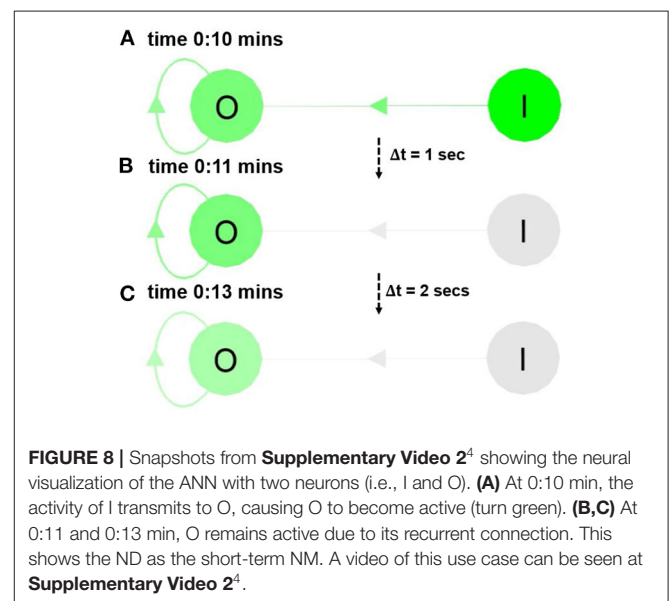 A time 0:10 mins
O
I
Δt = 1 sec
B time 0:11 mins
O
I
Δt = 2 secs
C time 0:13 mins
O
I
FIGURE 8 | Snapshots from Supplementary Video 2⁴ showing the neural
visualization of the ANN with two neurons (i.e., I and O). (A) At 0:10 min, the
activity of I transmits to O, causing O to become active (turn green). (B,C) At
0:11 and 0:13 min, O remains active due to its recurrent connection. This
shows the ND as the short-term NM. A video of this use case can be seen at
Supplementary Video 2⁴.